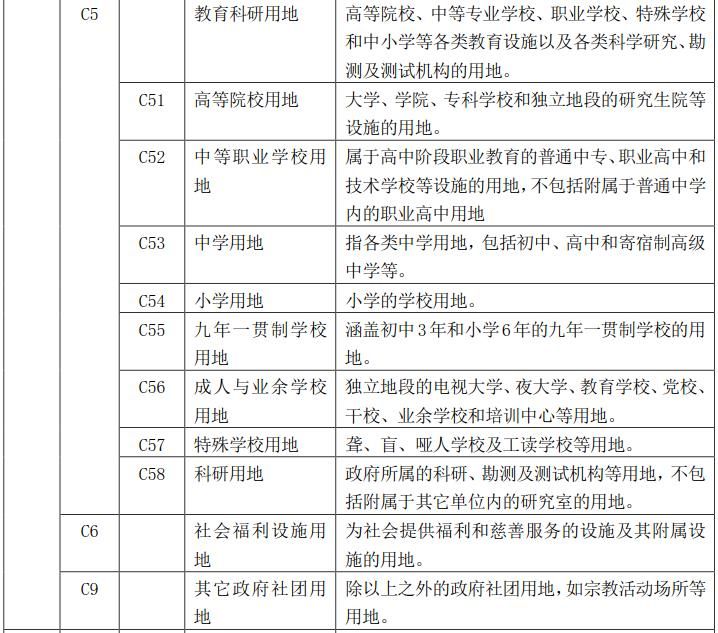 C5 教育科研用地 高等院校、中等专业学校、职业学校、特殊学校
和中小学等各类教育设施以及各类科学研究、勘
测及测试机构的用地。
C51 高等院校用地 大学、学院、专科学校和独立地段的研究生院等
设施的用地。
C52 中等职业学校用 属于高中阶段职业教育的普通中专、职业高中和
地 技术学校等设施的用地,不包括附属于普通中学
内的职业高中用地
C53 中学用地 指各类中学用地,包括初中、高中和寄宿制高级
中学等。
C54 小学用地 小学的学校用地。
C55 九年一贯制学校 涵盖初中3年和小学6年的九年一贯制学校的用
用地 地。
C56 成人与业余学校 独立地段的电视大学、夜大学、教育学校、党校、
用地 干校、业余学校和培训中心等用地。
C57 特殊学校用地 聋、盲、哑人学校及工读学校等用地。
C58 科研用地 政府所属的科研、勘测及测试机构等用地,不包
括附属于其它单位内的研究室的用地。
C6 社会福利设施用 为社会提供福利和慈善服务的设施及其附属设
地 施的用地。
C9 其它政府社团用 除以上之外的政府社团用地,如宗教活动场所等
地 用地。